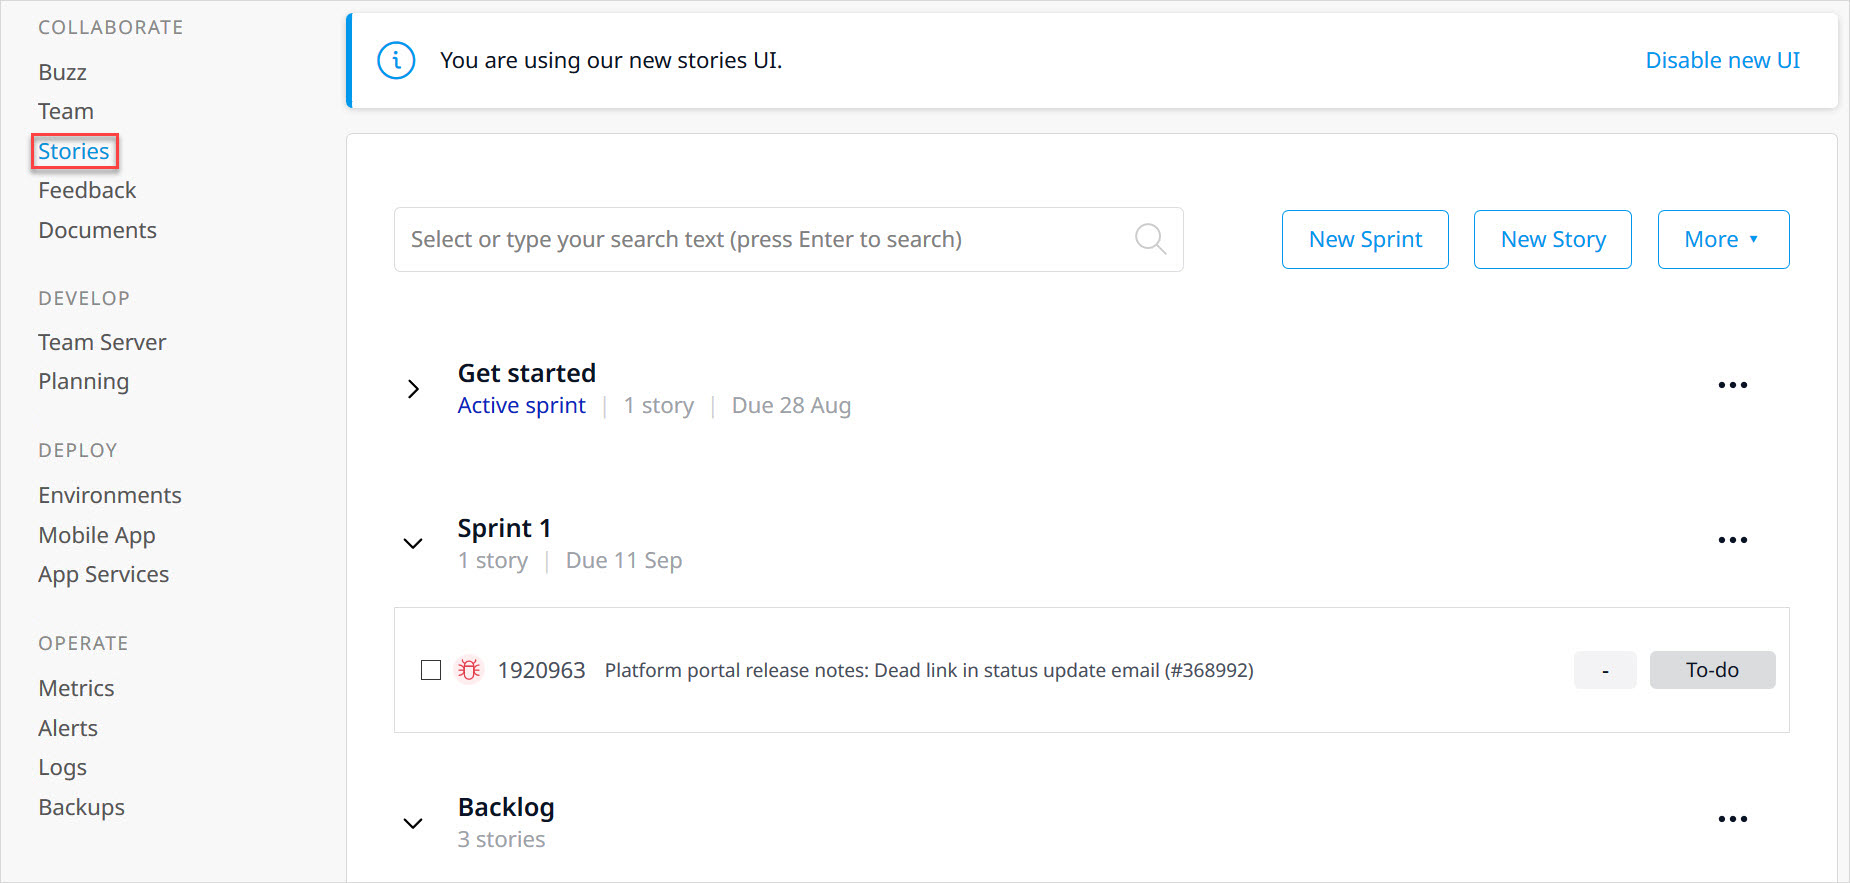 COLLABORATE
Buzz
Team
Stories
Feedback
Documents
DEVELOP
Team Server
Planning
DEPLOY
Environments
Mobile App
App Services
OPERATE
Metrics
Alerts
Logs
Backups
You are using our new stories UI.
Disable new UI
Select or type your search text (press Enter to search)
New Sprint
New Story
More
Get started
Active sprint | 1 story | Due 28 Aug
Sprint 1
1 story | Due 11 Sep
1920963 Platform portal release notes: Dead link in status update email (#368992) - To-do
Backlog
3 stories